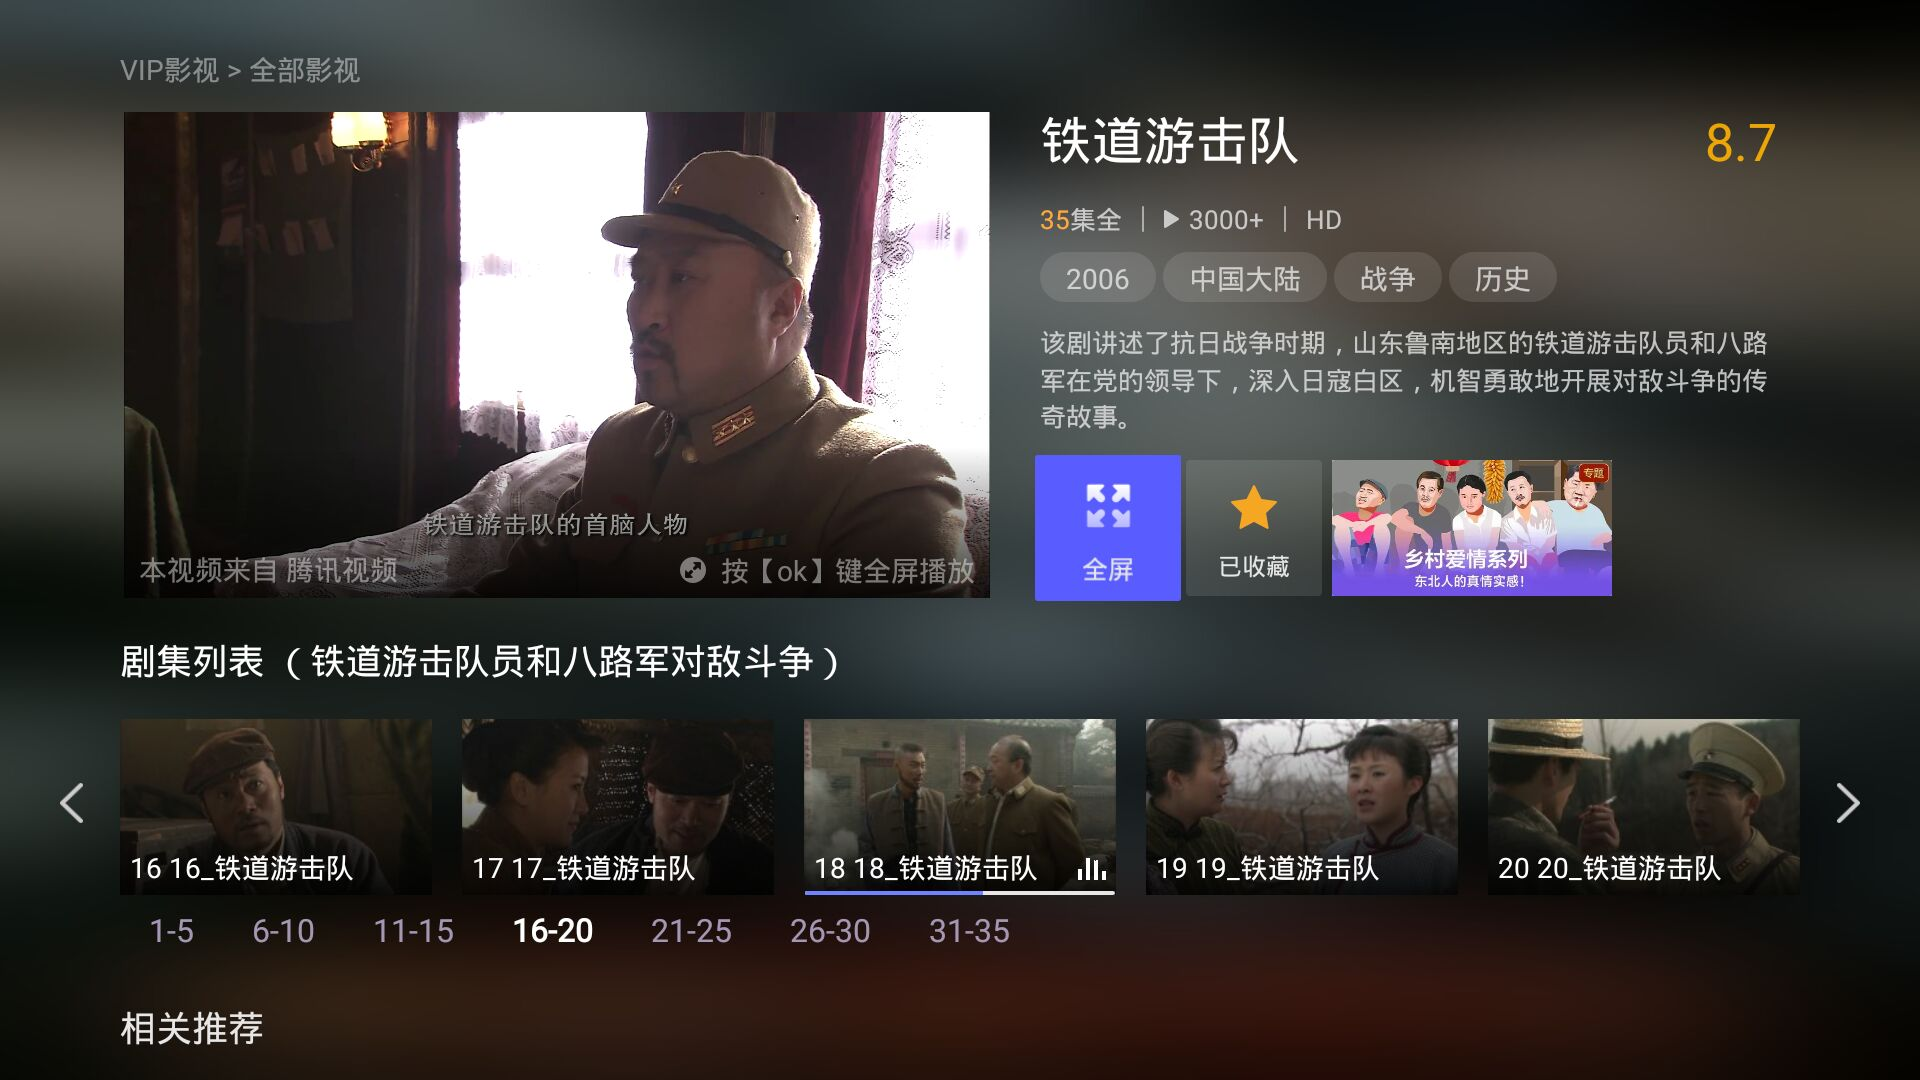 VIP影视 > 全部影视
铁道游击队的首脑人物
本视频来自 腾讯视频
按【ok】键全屏播放
铁道游击队
8.7
35集全 | 3000+ | HD
2006 中国大陆 战争 历史
该剧讲述了抗日战争时期，山东鲁南地区的铁道游击队员和八路
军在党的领导下，深入日寇白区，机智勇敢地开展对敌斗争的传
奇故事。
全屏
已收藏
专题
乡村爱情系列
东北人的真情实感！
剧集列表 （铁道游击队员和八路军对敌斗争）
16 16_铁道游击队
17 17_铁道游击队
18 18_铁道游击队
19 19_铁道游击队
20 20_铁道游击队
1-5 6-10 11-15 16-20 21-25 26-30 31-35
相关推荐